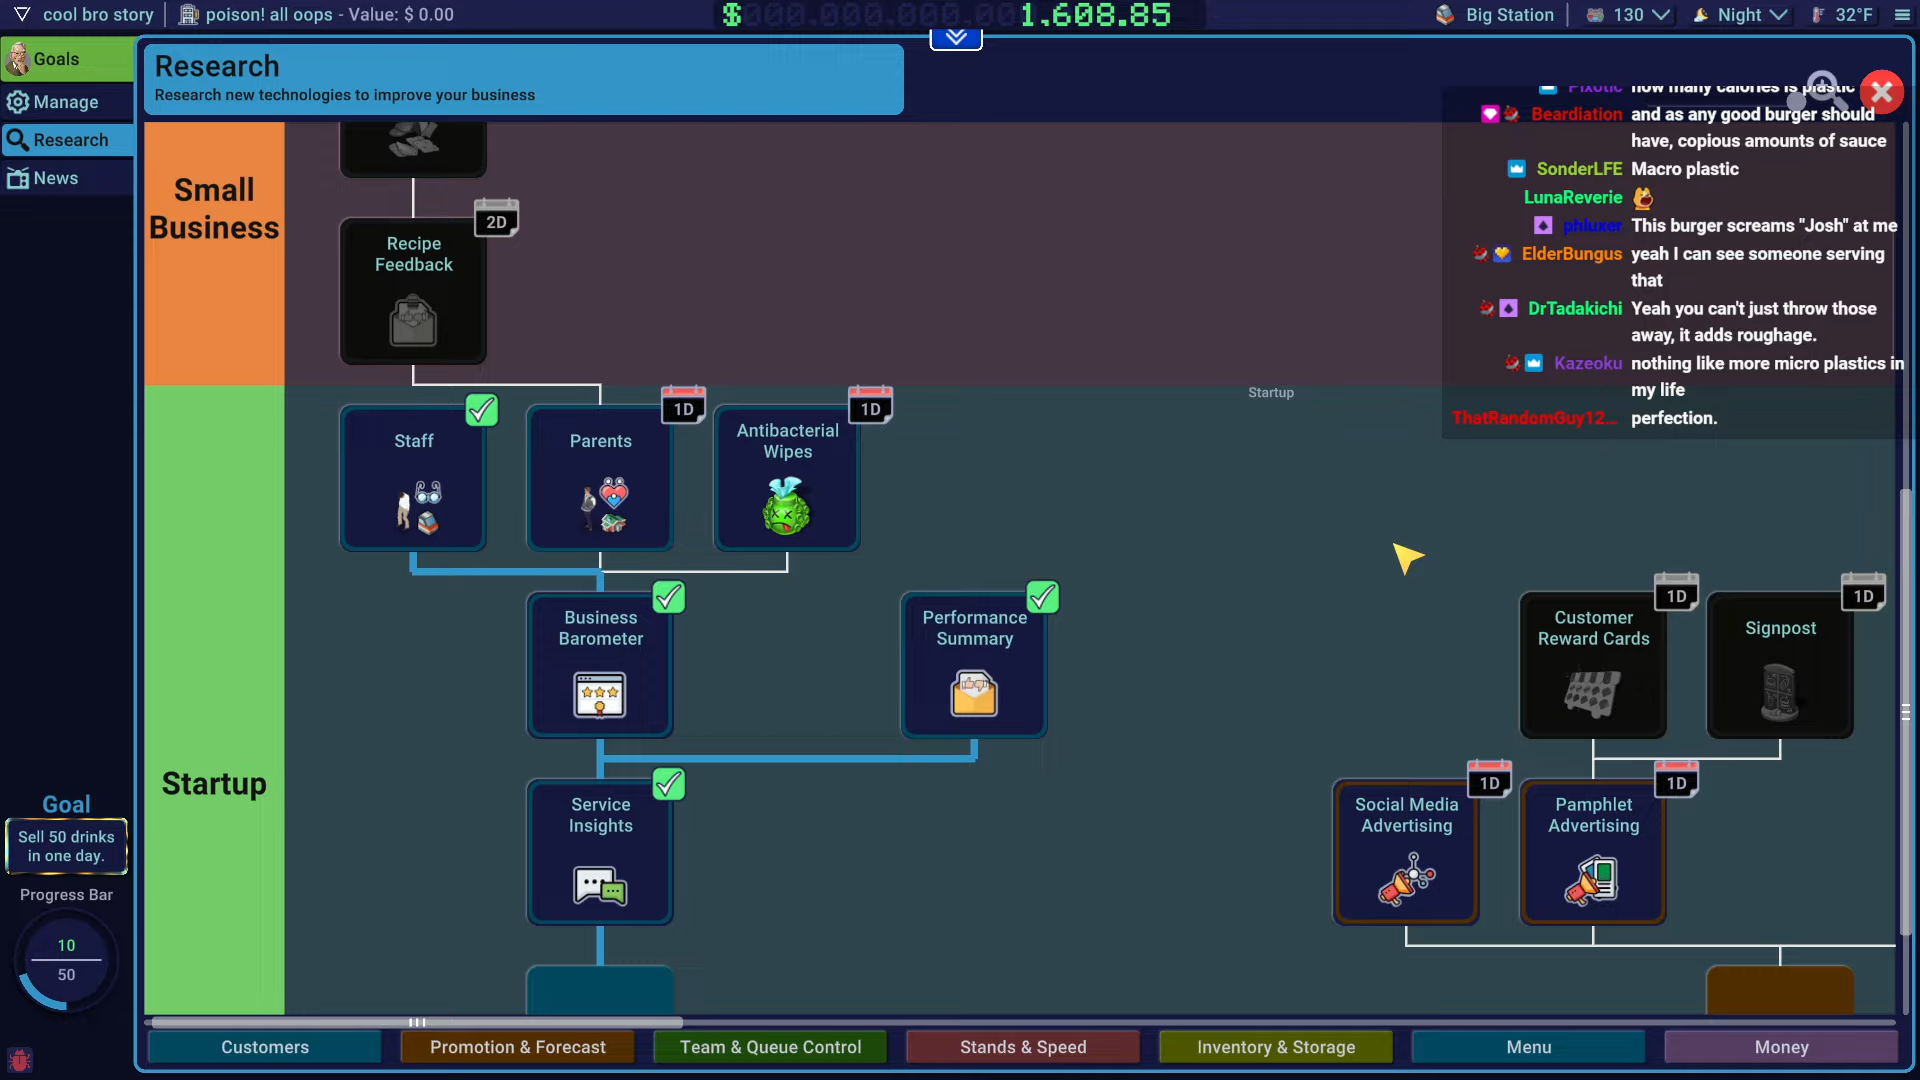 cool bro story
poison! all oops - Value: $ 0.00
$000.000.000.001.608.85
Big Station
130
Night
32°F
Goals
Manage
Research
News
Research
Research new technologies to improve your business
Pixotic how many calories is plastic
Beardiation and as any good burger should
have, copious amounts of sauce
SonderLFE Macro plastic
LunaReverie
phluxer This burger screams "Josh" at me
ElderBungus yeah I can see someone serving
that
DrTadakichi Yeah you can't just throw those
away, it adds roughage.
Kazeoku nothing like more micro plastics in
my life
ThatRandomGuy12... perfection.
Small
Business
2D
Recipe
Feedback
Startup
Startup
Staff
1D
Parents
1D
Antibacterial
Wipes
Business
Barometer
Performance
Summary
1D
Customer
Reward Cards
1D
Signpost
Service
Insights
1D
Social Media
Advertising
1D
Pamphlet
Advertising
Goal
Sell 50 drinks
in one day.
Progress Bar
10
50
Customers
Promotion & Forecast
Team & Queue Control
Stands & Speed
Inventory & Storage
Menu
Money